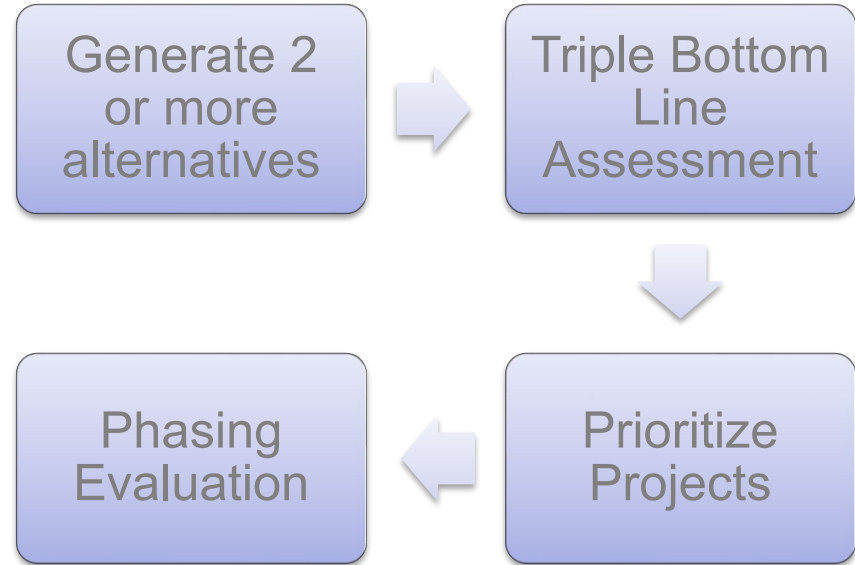 Generate 2
or more
alternatives
Triple Bottom
Line
Assessment
Prioritize
Projects
Phasing
Evaluation